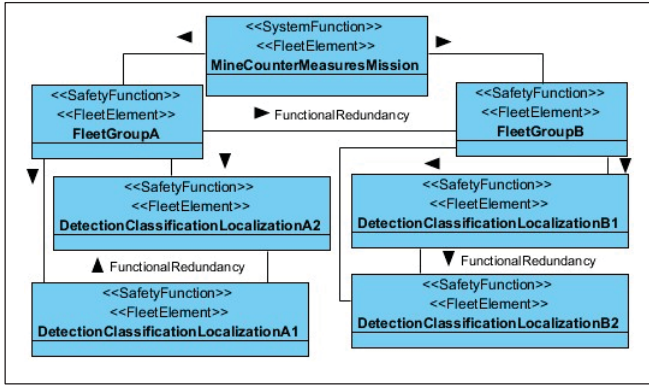 <<SystemFunction>>
<<FleetElement>>
MineCounterMeasuresMission
<<SafetyFunction>>
<<FleetElement>>
FleetGroupA
FunctionalRedundancy
<<SafetyFunction>>
<<FleetElement>>
FleetGroupB
<<SafetyFunction>>
<<FleetElement>>
DetectionClassificationLocalizationA2
<<SafetyFunction>>
<<FleetElement>>
DetectionClassificationLocalizationB1
FunctionalRedundancy
FunctionalRedundancy
<<SafetyFunction>>
<<FleetElement>>
DetectionClassificationLocalizationA1
<<SafetyFunction>>
<<FleetElement>>
DetectionClassificationLocalizationB2